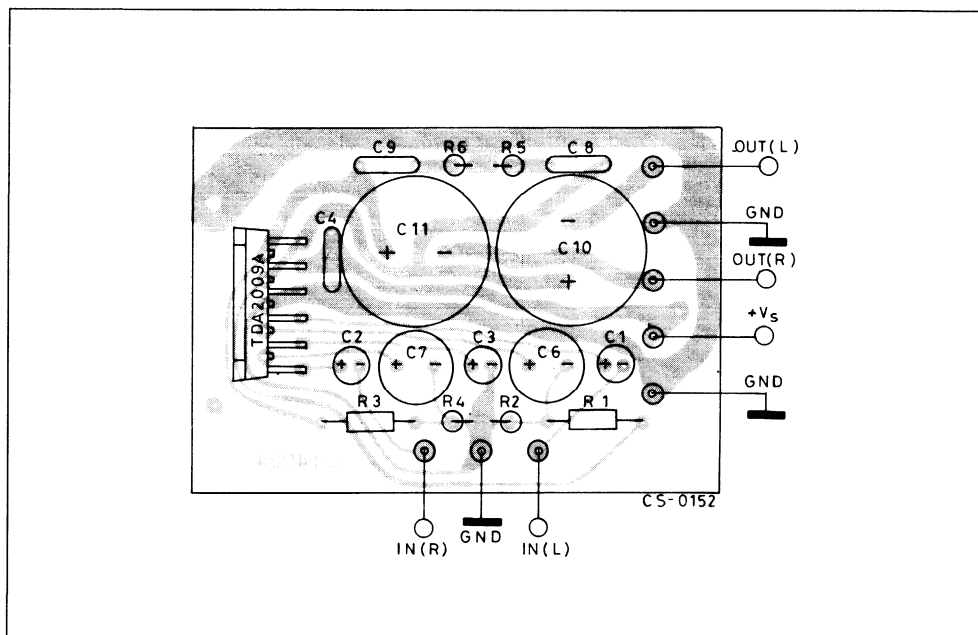 C9 R6 R5 C8
OUT(L)
C4
C11
GND
C10
OUT(R)
TDA2009A
+Vs
C2 C7 C3 C6 C1
GND
R3 R4 R2 R1
CS-0152
IN(R) GND IN(L)